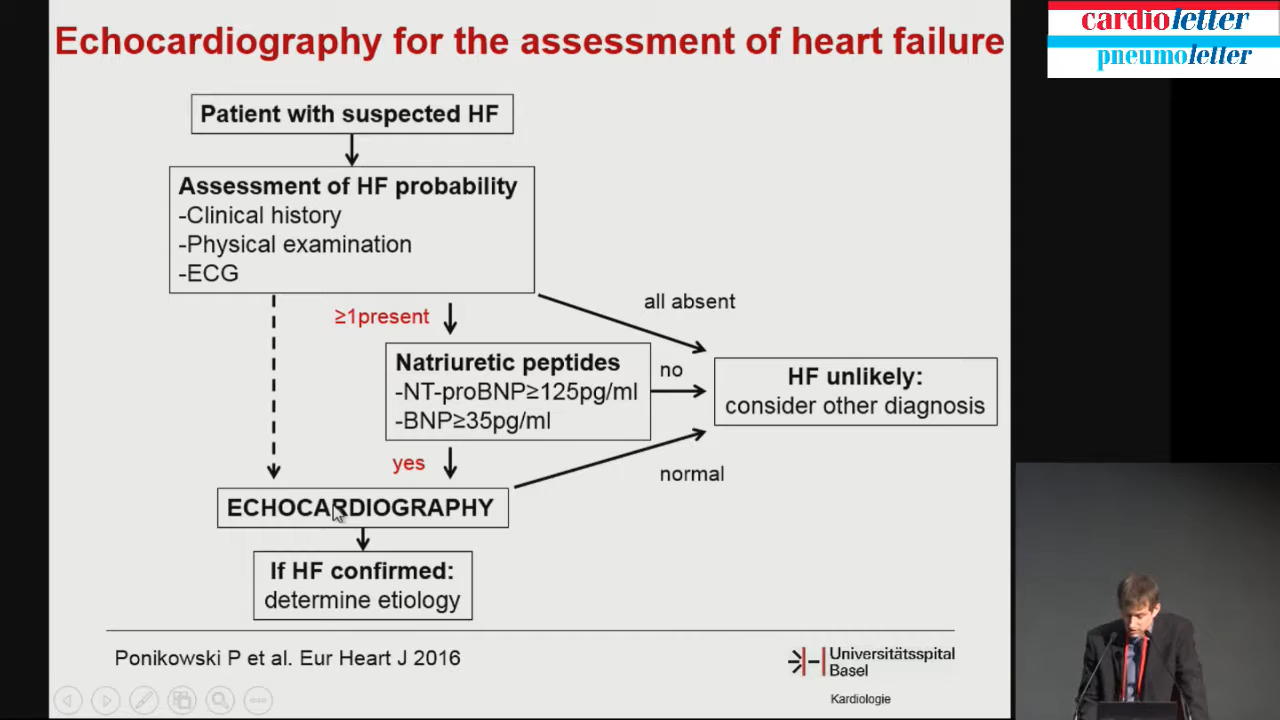 Echocardiography for the assessment of heart failure
cardioletter
pneumoletter
Patient with suspected HF
Assessment of HF probability
-Clinical history
-Physical examination
-ECG
all absent
≥1present
Natriuretic peptides
-NT-proBNP≥125pg/ml
-BNP≥35pg/ml
no
HF unlikely:
consider other diagnosis
yes
normal
ECHOCARDIOGRAPHY
If HF confirmed:
determine etiology
Ponikowski P et al. Eur Heart J 2016
Universitätsspital
Basel
Kardiologie